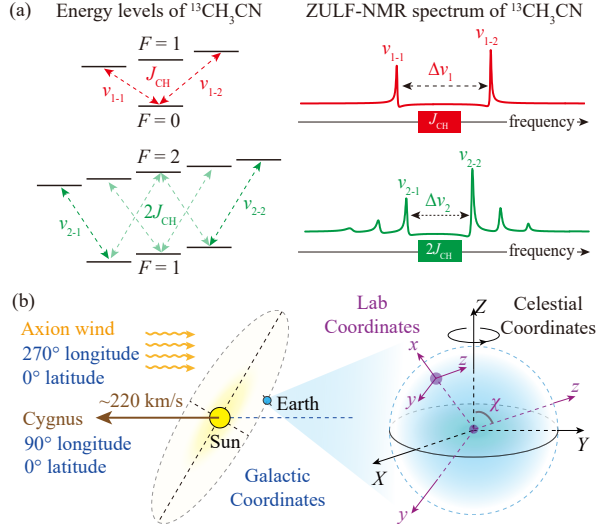 (a) Energy levels of ¹³CH₃CN
ZULF-NMR spectrum of ¹³CH₃CN
F = 1
J_CH
ν₁₋₁
ν₁₋₂
F = 0
F = 2
2J_CH
ν₂₋₁
ν₂₋₂
F = 1
ν₁₋₁
ν₁₋₂
Δν₁
J_CH
frequency
ν₂₋₁
ν₂₋₂
Δν₂
2J_CH
frequency
(b)
Axion wind
270° longitude
0° latitude
~220 km/s
Cygnus
90° longitude
0° latitude
Sun
Earth
Galactic
Coordinates
Lab
Coordinates
x
z
y
Z
Celestial
Coordinates
z
χ
Y
X
y